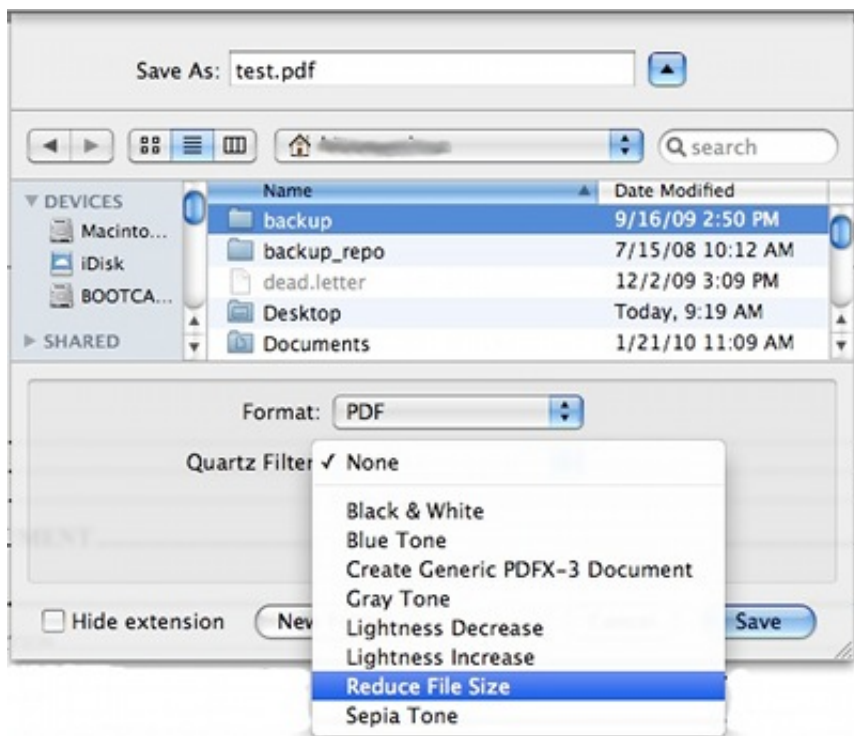 Save As: test.pdf
search
DEVICES
Macinto...
iDisk
BOOTCA...
SHARED
Name Date Modified
backup 9/16/09 2:50 PM
backup_repo 7/15/08 10:12 AM
dead.letter 12/2/09 3:09 PM
Desktop Today, 9:19 AM
Documents 1/21/10 11:09 AM
Format: PDF
Quartz Filter ✓ None
Black & White
Blue Tone
Create Generic PDFX-3 Document
Gray Tone
Lightness Decrease
Lightness Increase
Reduce File Size
Sepia Tone
Hide extension New Save